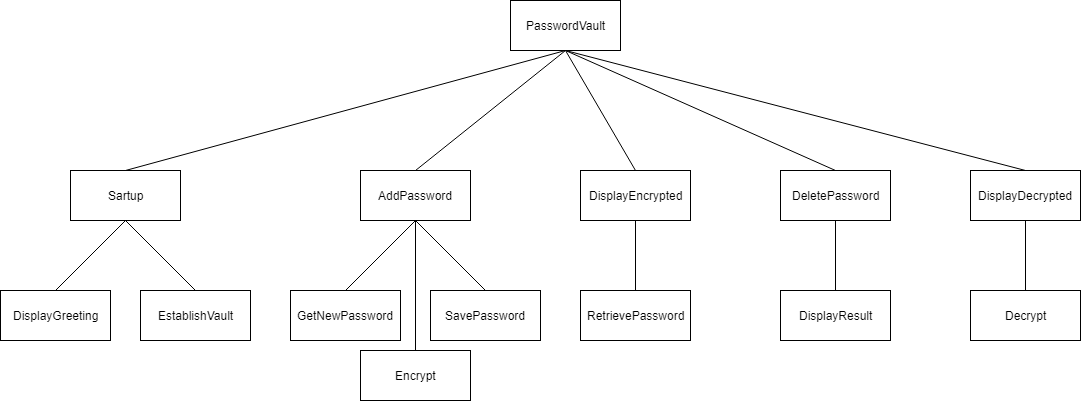 PasswordVault
Sartup
AddPassword
DisplayEncrypted
DeletePassword
DisplayDecrypted
DisplayGreeting
EstablishVault
GetNewPassword
SavePassword
RetrievePassword
DisplayResult
Decrypt
Encrypt